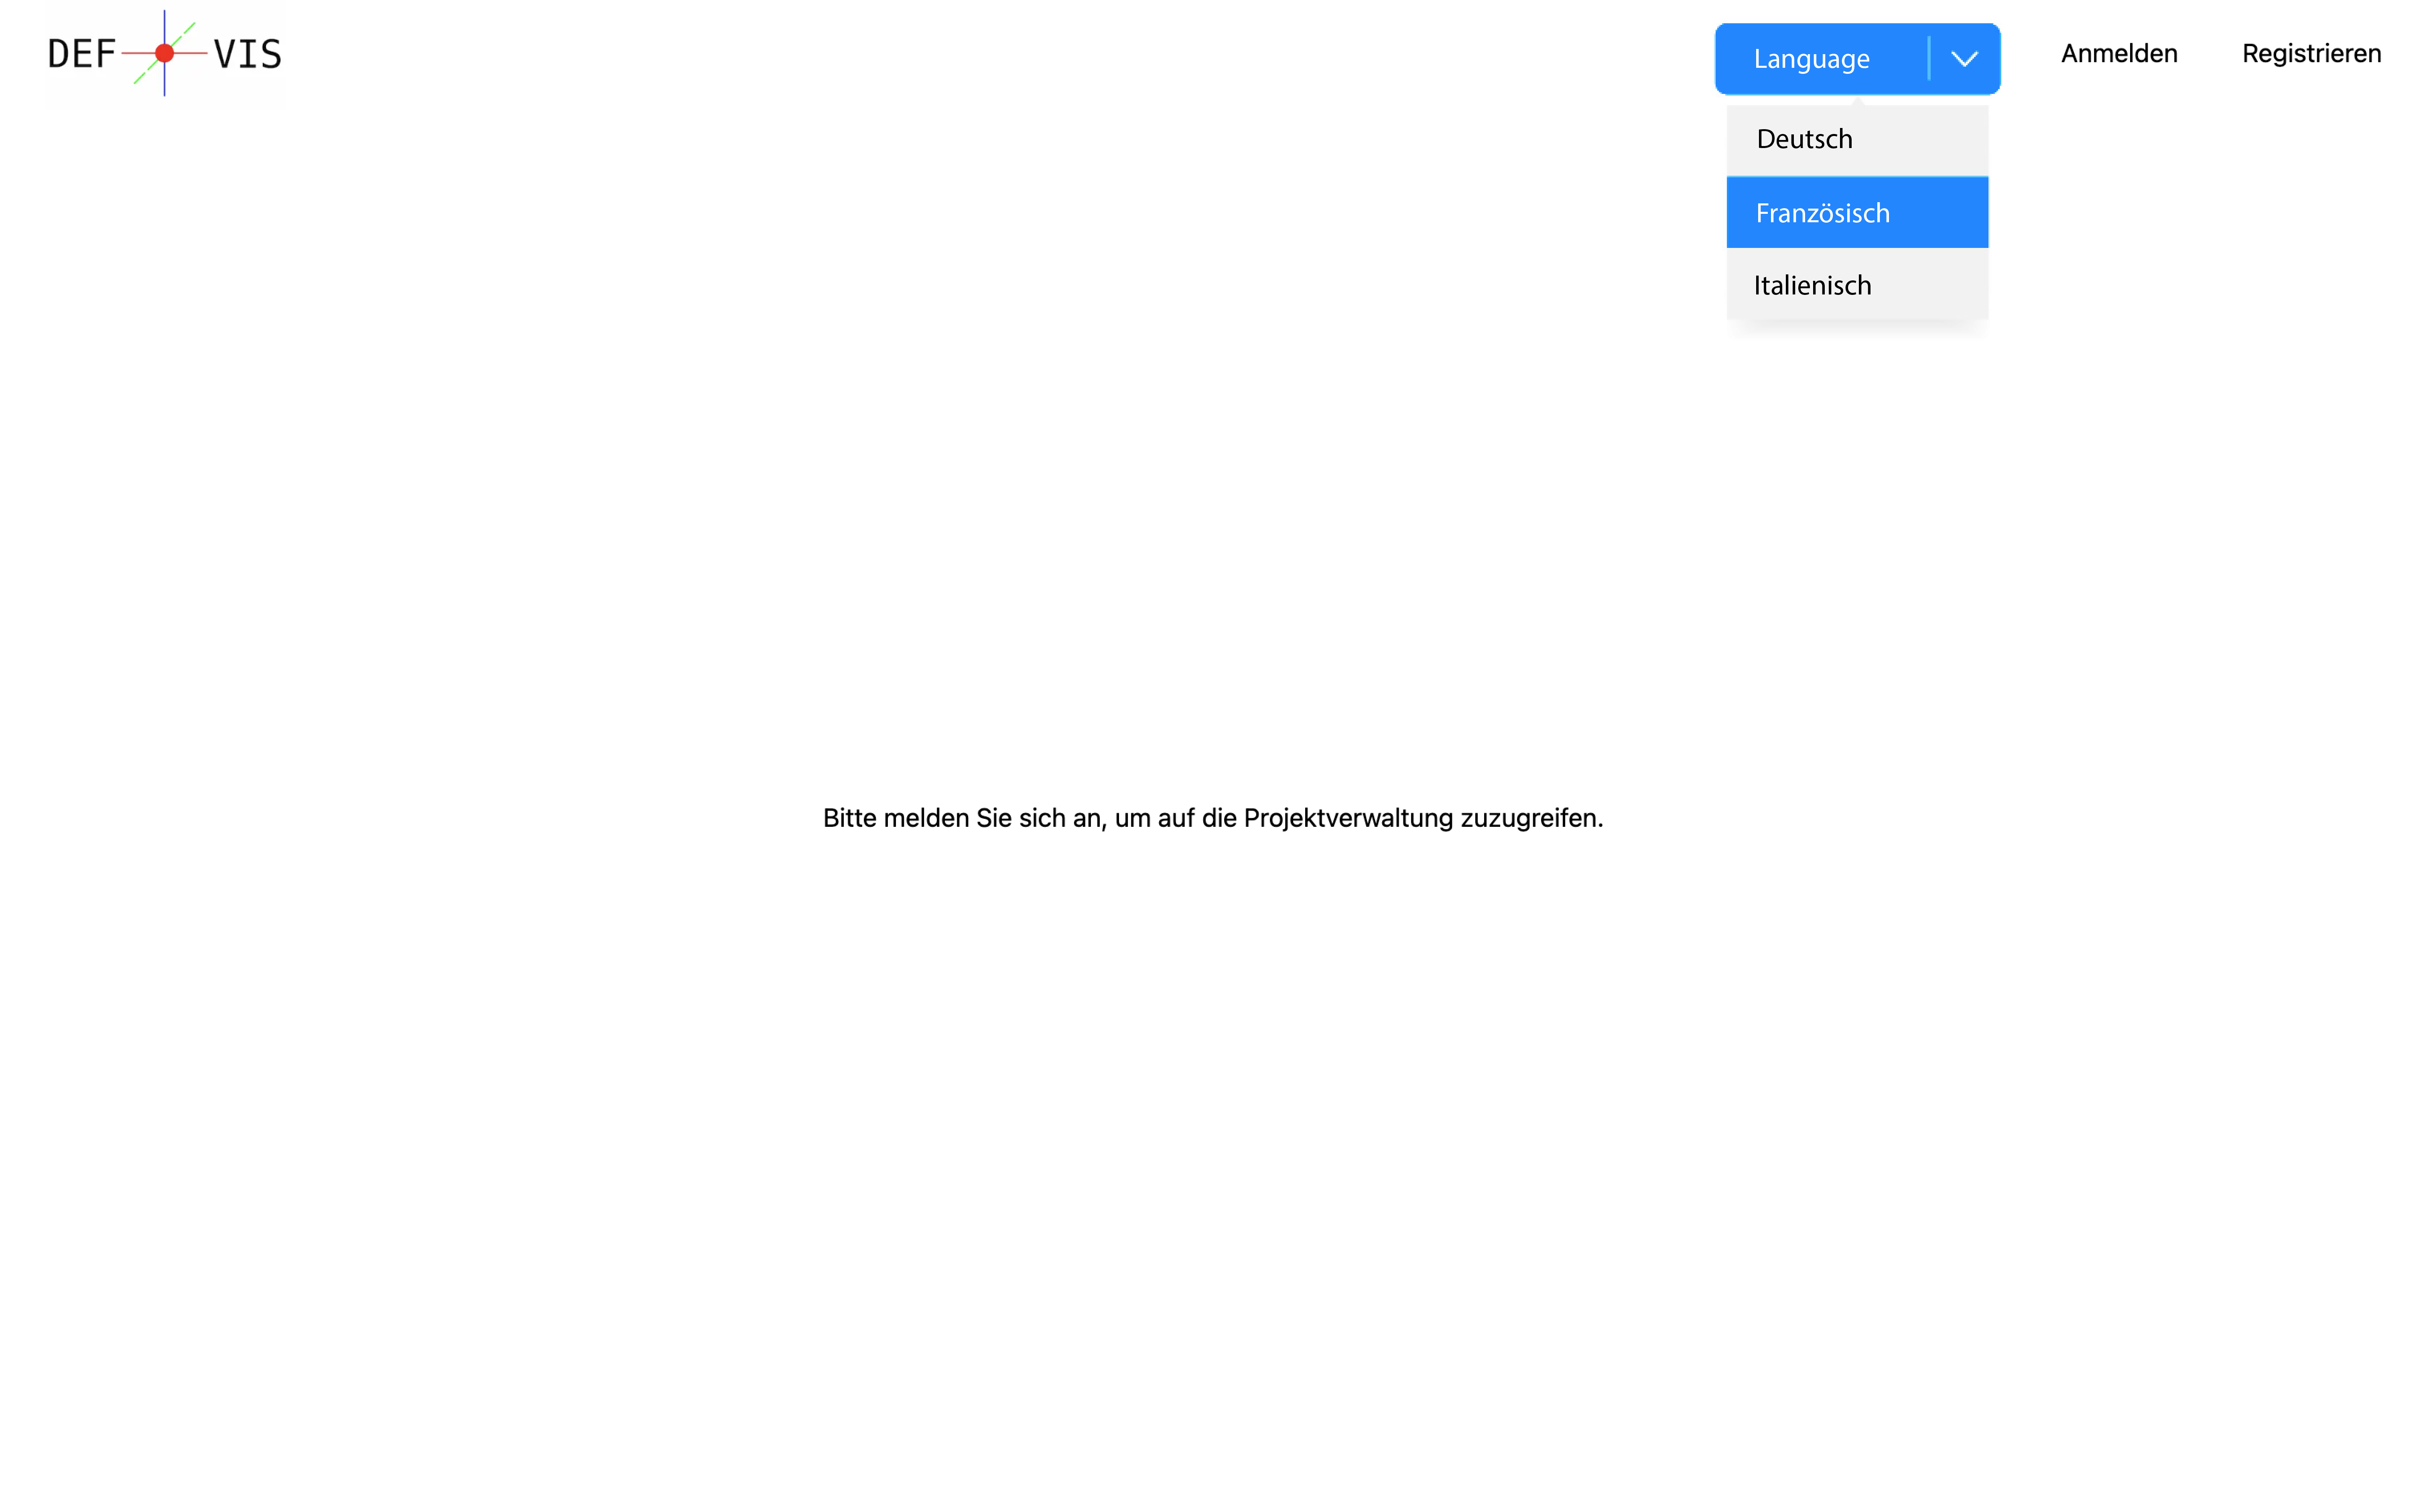 DEF VIS
Language
Anmelden
Registrieren
Deutsch
Französisch
Italienisch
Bitte melden Sie sich an, um auf die Projektverwaltung zuzugreifen.